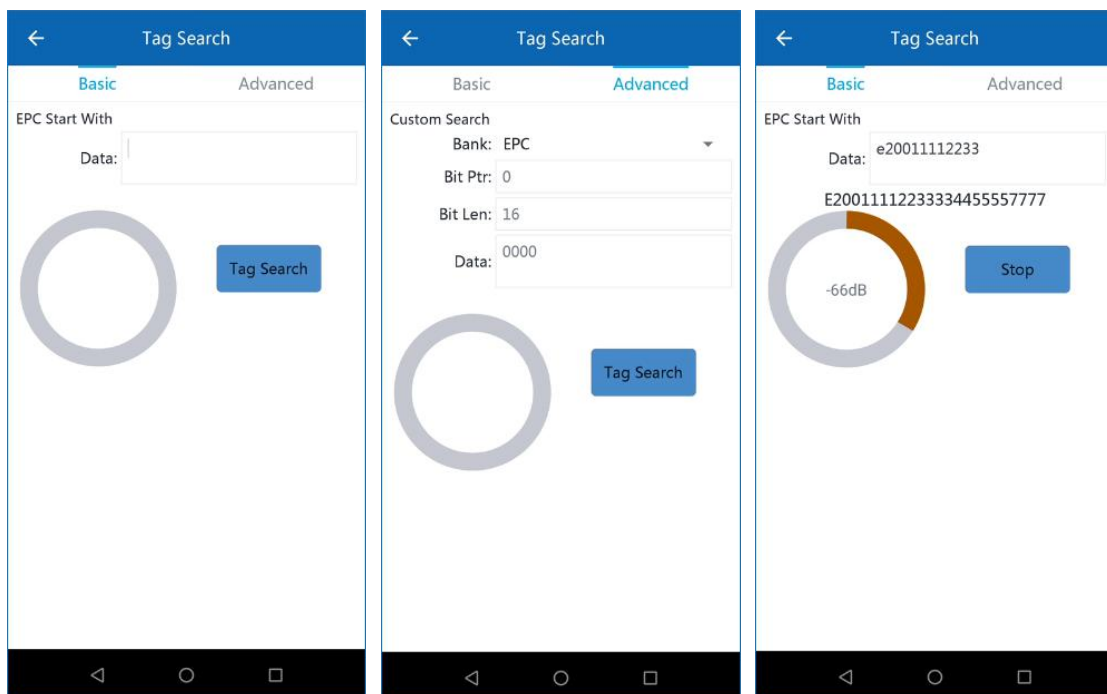 Tag Search
Basic Advanced
EPC Start With
Data:
Tag Search
Tag Search
Basic Advanced
Custom Search
Bank: EPC
Bit Ptr: 0
Bit Len: 16
Data: 0000
Tag Search
Tag Search
Basic Advanced
EPC Start With
Data: e20011112233
E20011112233334455557777
-66dB Stop